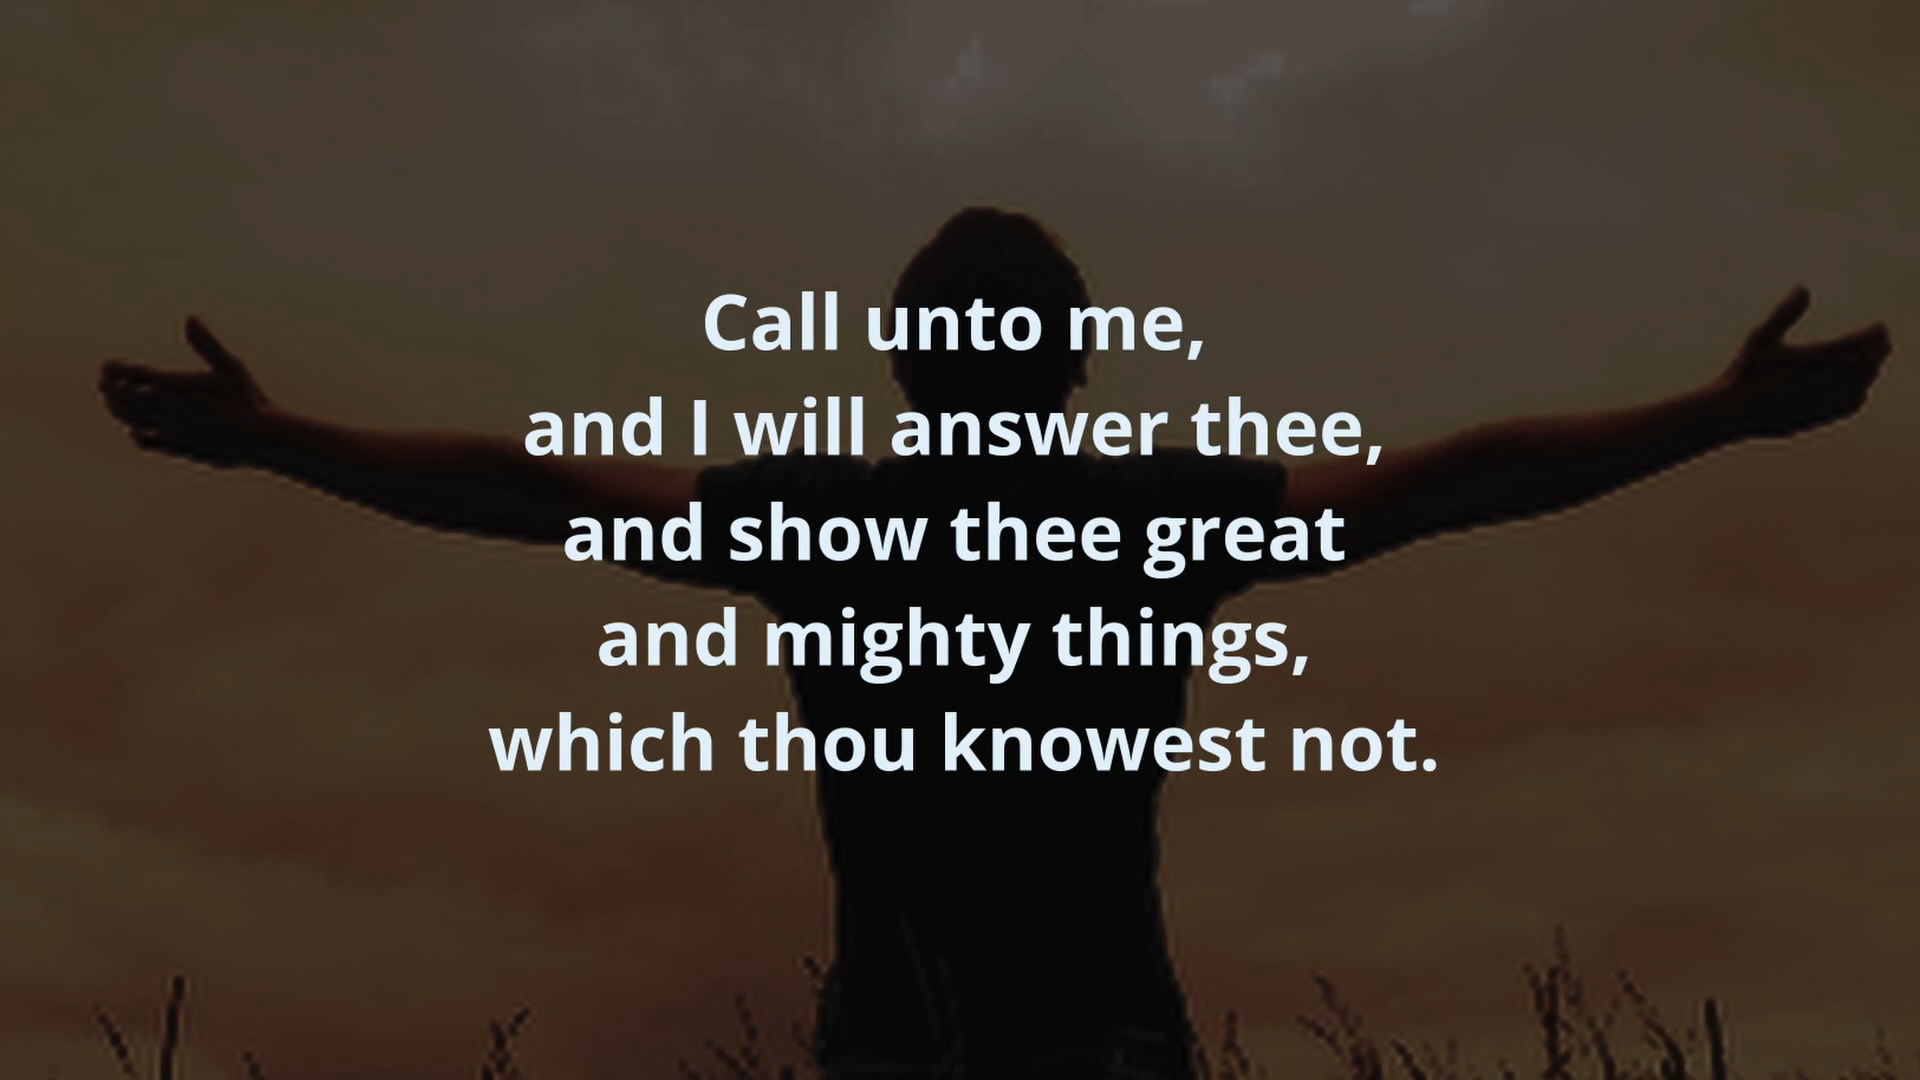 Call unto me,
and I will answer thee,
and show thee great
and mighty things,
which thou knowest not.